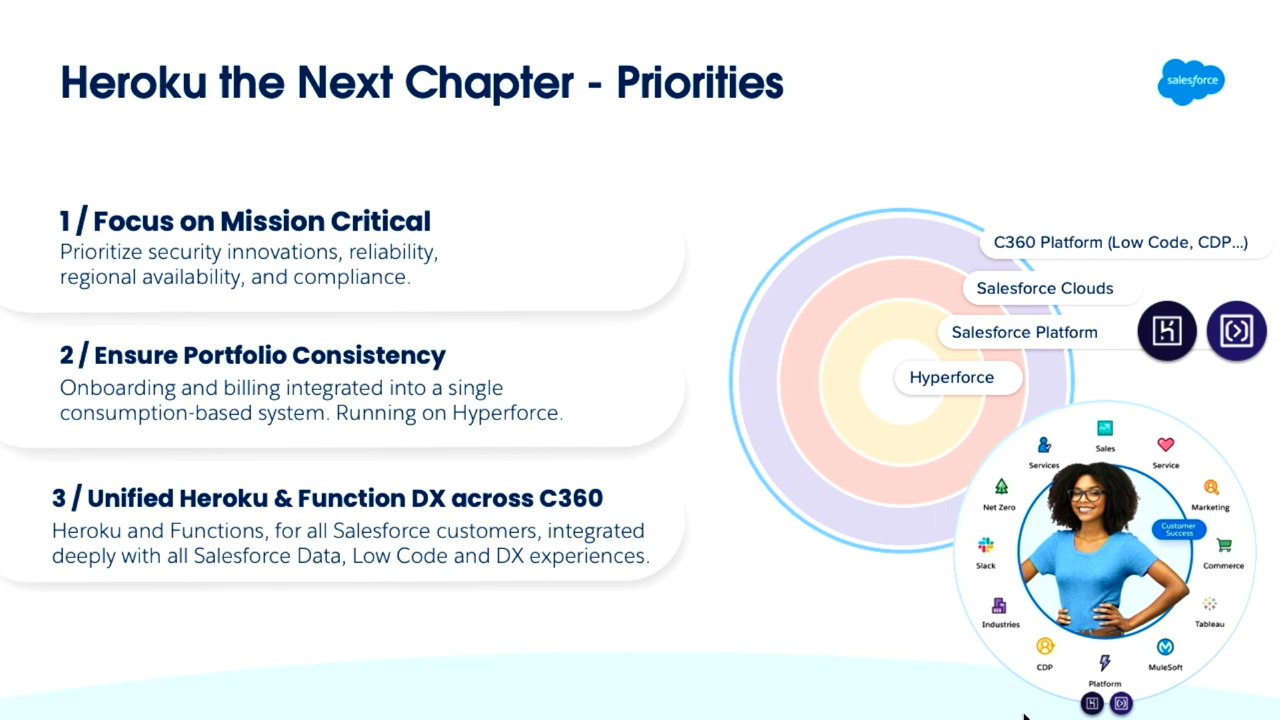 Heroku the Next Chapter - Priorities
salesforce
1 / Focus on Mission Critical
Prioritize security innovations, reliability,
regional availability, and compliance.
2 / Ensure Portfolio Consistency
Onboarding and billing integrated into a single
consumption-based system. Running on Hyperforce.
3 / Unified Heroku & Function DX across C360
Heroku and Functions, for all Salesforce customers, integrated
deeply with all Salesforce Data, Low Code and DX experiences.
C360 Platform (Low Code, CDP...)
Salesforce Clouds
Salesforce Platform
Hyperforce
Sales
Services
Service
Net Zero
Marketing
Customer
Success
Slack
Commerce
Industries
Tableau
CDP
MuleSoft
Platform